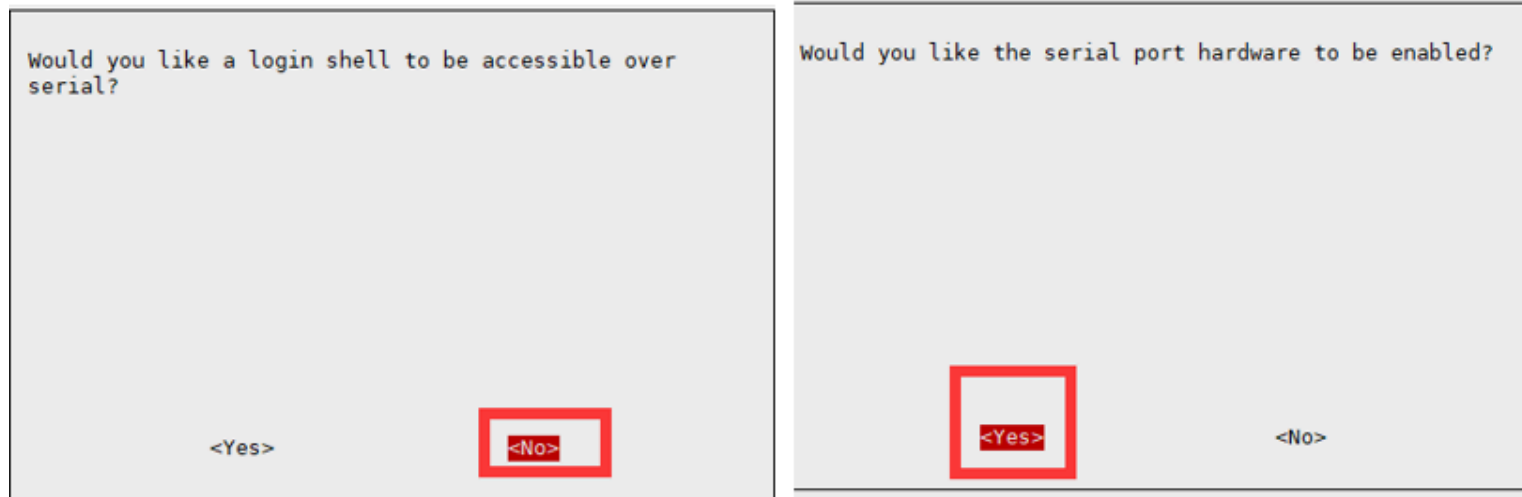 Would you like a login shell to be accessible over
serial?
<Yes>
<No>
Would you like the serial port hardware to be enabled?
<Yes>
<No>